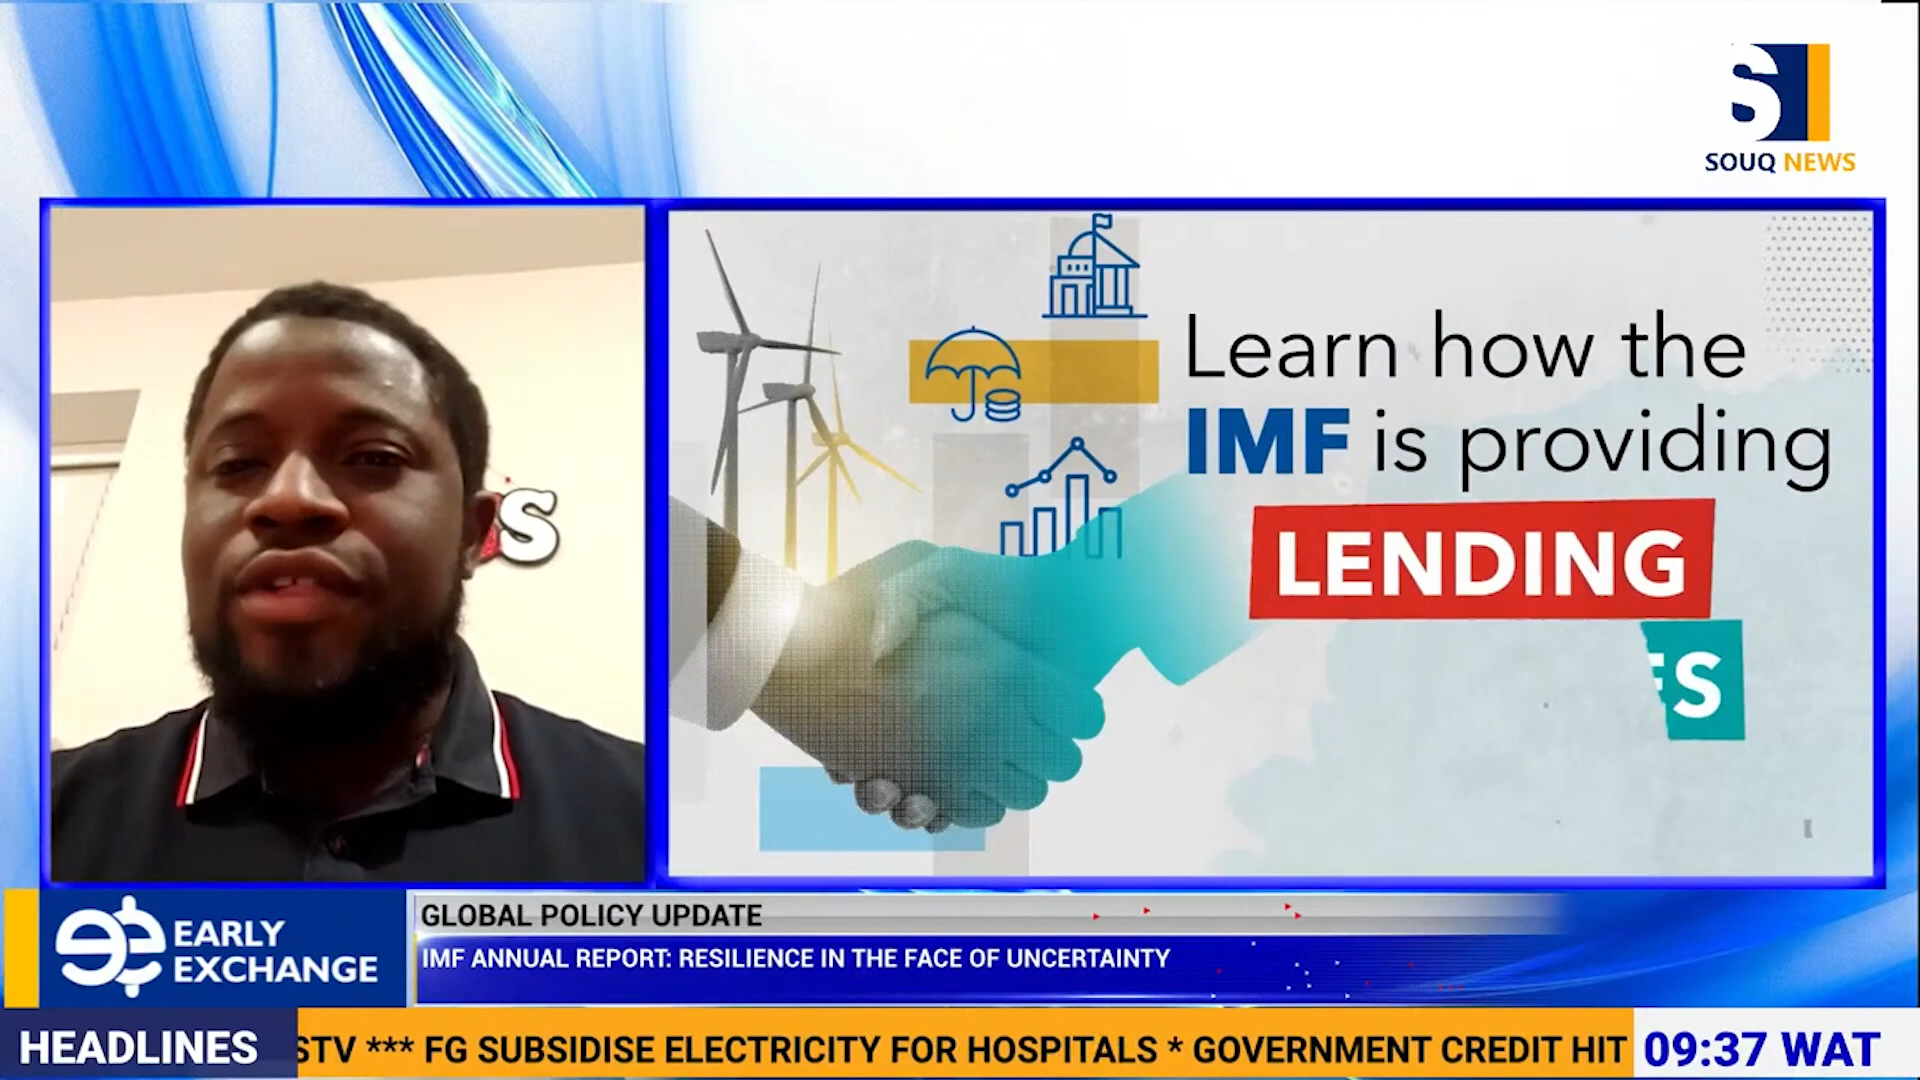 S
SOUQ NEWS
Learn how the
IMF is providing
LENDING
S
S
EARLY
EXCHANGE
GLOBAL POLICY UPDATE
IMF ANNUAL REPORT: RESILIENCE IN THE FACE OF UNCERTAINTY
HEADLINES
STV *** FG SUBSIDISE ELECTRICITY FOR HOSPITALS * GOVERNMENT CREDIT HIT
09:37 WAT